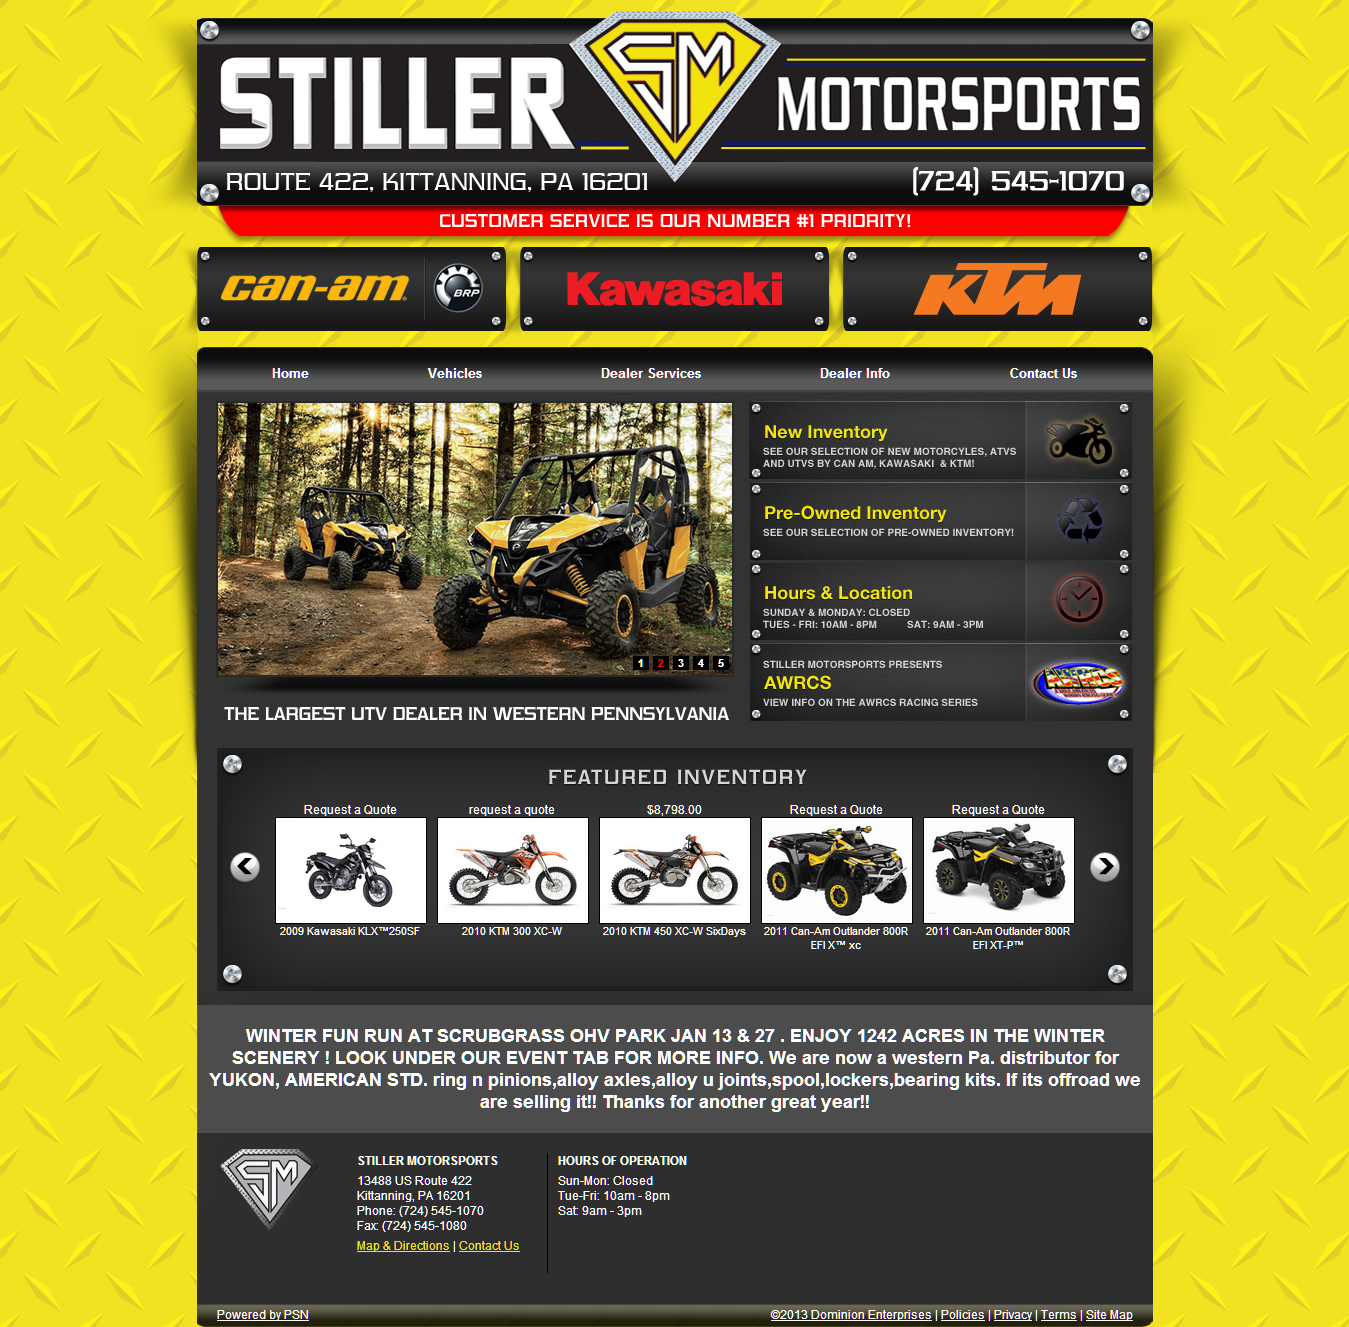 STILLER SM MOTORSPORTS
ROUTE 422, KITTANNING, PA 16201 (724) 545-1070
CUSTOMER SERVICE IS OUR NUMBER #1 PRIORITY!
can-am BRP Kawasaki KTM
Home Vehicles Dealer Services Dealer Info Contact Us
New Inventory
SEE OUR SELECTION OF NEW MOTORCYLES, ATVS
AND UTVS BY CAN AM, KAWASAKI & KTM!
Pre-Owned Inventory
SEE OUR SELECTION OF PRE-OWNED INVENTORY!
Hours & Location
SUNDAY & MONDAY: CLOSED
TUES - FRI: 10AM - 8PM SAT: 9AM - 3PM
STILLER MOTORSPORTS PRESENTS
AWRCS
VIEW INFO ON THE AWRCS RACING SERIES
AWRCS
1 2 3 4 5
THE LARGEST UTV DEALER IN WESTERN PENNSYLVANIA
FEATURED INVENTORY
Request a Quote
2009 Kawasaki KLX™250SF
request a quote
2010 KTM 300 XC-W
$8,798.00
2010 KTM 450 XC-W SixDays
Request a Quote
2011 Can-Am Outlander 800R
EFI X™ xc
Request a Quote
2011 Can-Am Outlander 800R
EFI XT-P™
WINTER FUN RUN AT SCRUBGRASS OHV PARK JAN 13 & 27 . ENJOY 1242 ACRES IN THE WINTER
SCENERY ! LOOK UNDER OUR EVENT TAB FOR MORE INFO. We are now a western Pa. distributor for
YUKON, AMERICAN STD. ring n pinions,alloy axles,alloy u joints,spool,lockers,bearing kits. If its offroad we
are selling it!! Thanks for another great year!!
SM
STILLER MOTORSPORTS
13488 US Route 422
Kittanning, PA 16201
Phone: (724) 545-1070
Fax: (724) 545-1080
Map & Directions | Contact Us
HOURS OF OPERATION
Sun-Mon: Closed
Tue-Fri: 10am - 8pm
Sat: 9am - 3pm
Powered by PSN
©2013 Dominion Enterprises | Policies | Privacy | Terms | Site Map